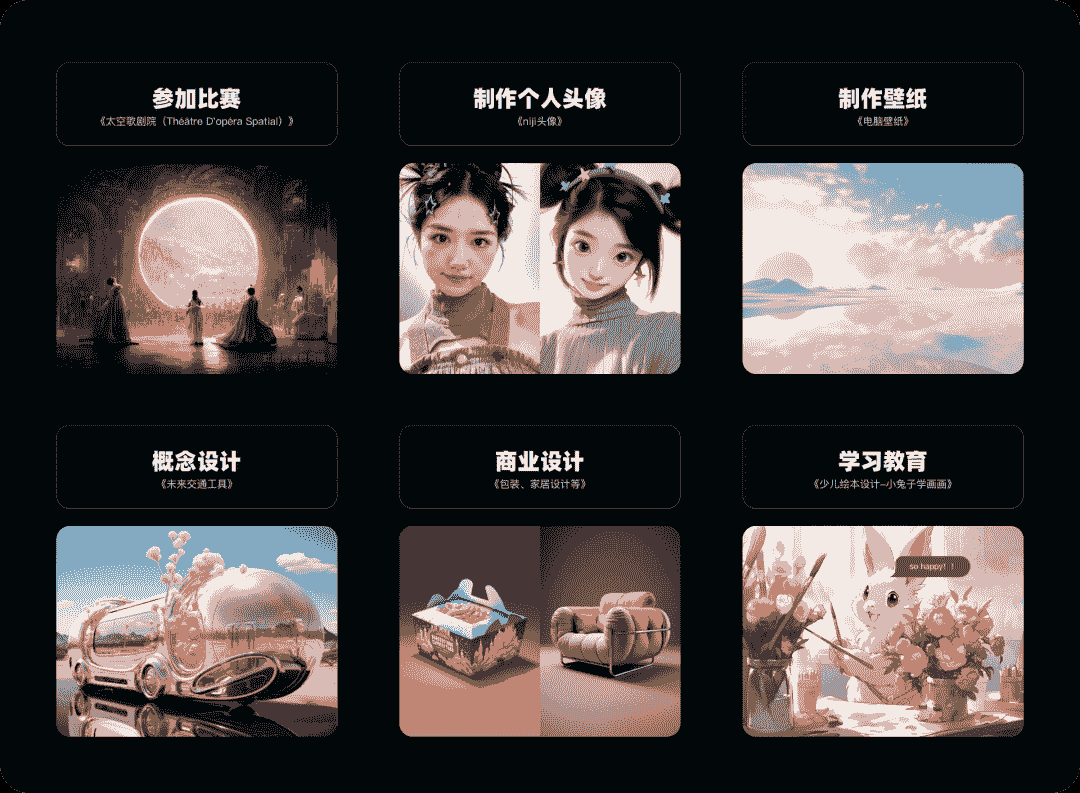 参加比赛
《太空歌剧院（Théâtre D'opéra Spatial）》
制作个人头像
《niji头像》
制作壁纸
《电脑壁纸》
概念设计
《未来交通工具》
商业设计
《包装、家居设计等》
学习教育
《少儿绘本设计-小兔子学画画》
so happy! !